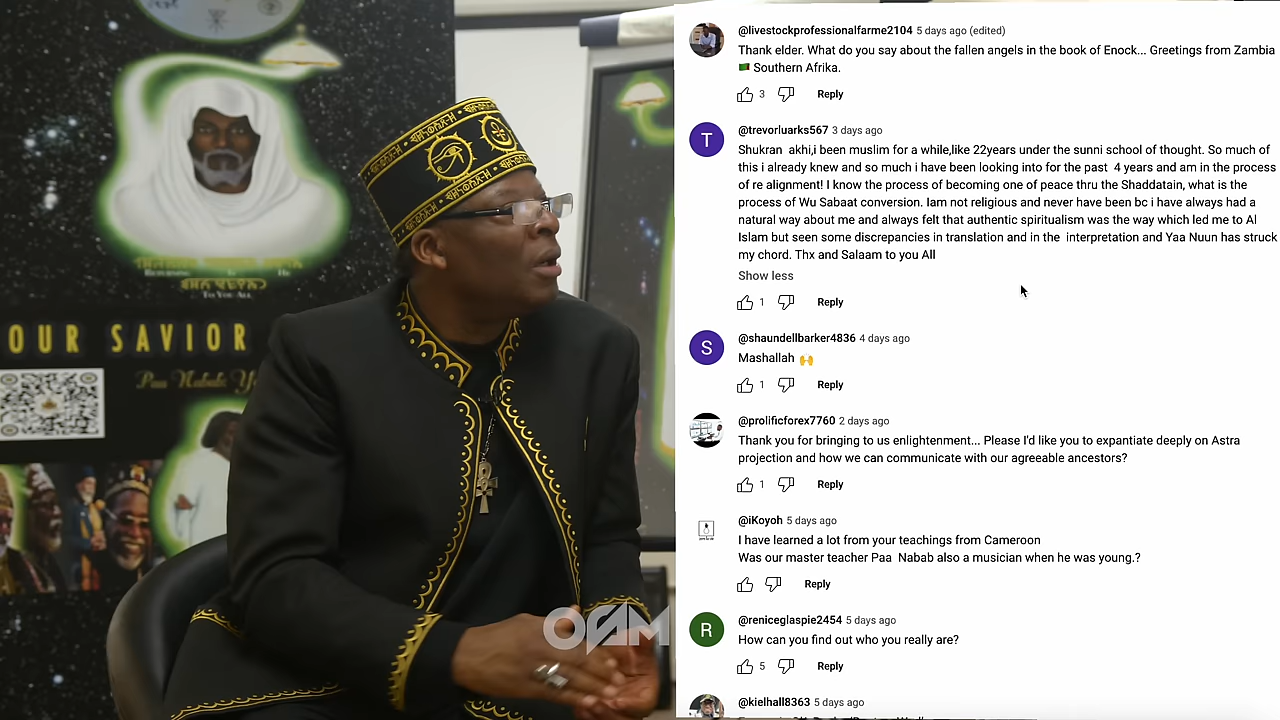 OUR SAVIOR
TO YOU ALL
OAM
@livestockprofessionalfarme2104 5 days ago (edited)
Thank elder. What do you say about the fallen angels in the book of Enock... Greetings from Zambia
🇿🇲 Southern Afrika.
3 Reply
T
@trevorluarks567 3 days ago
Shukran akhi,i been muslim for a while,like 22years under the sunni school of thought. So much of
this i already knew and so much i have been looking into for the past 4 years and am in the process
of re alignment! I know the process of becoming one of peace thru the Shaddatain, what is the
process of Wu Sabaat conversion. Iam not religious and never have been bc i have always had a
natural way about me and always felt that authentic spiritualism was the way which led me to Al
Islam but seen some discrepancies in translation and in the interpretation and Yaa Nuun has struck
my chord. Thx and Salaam to you All
Show less
1 Reply
S
@shaundellbarker4836 4 days ago
Mashallah 🙌
1 Reply
@prolificforex7760 2 days ago
Thank you for bringing to us enlightenment... Please I'd like you to expantiate deeply on Astra
projection and how we can communicate with our agreeable ancestors?
1 Reply
@iKoyoh 5 days ago
I have learned a lot from your teachings from Cameroon
Was our master teacher Paa Nabab also a musician when he was young.?
Reply
R
@reniceglaspie2454 5 days ago
How can you find out who you really are?
5 Reply
@kielhall8363 5 days ago